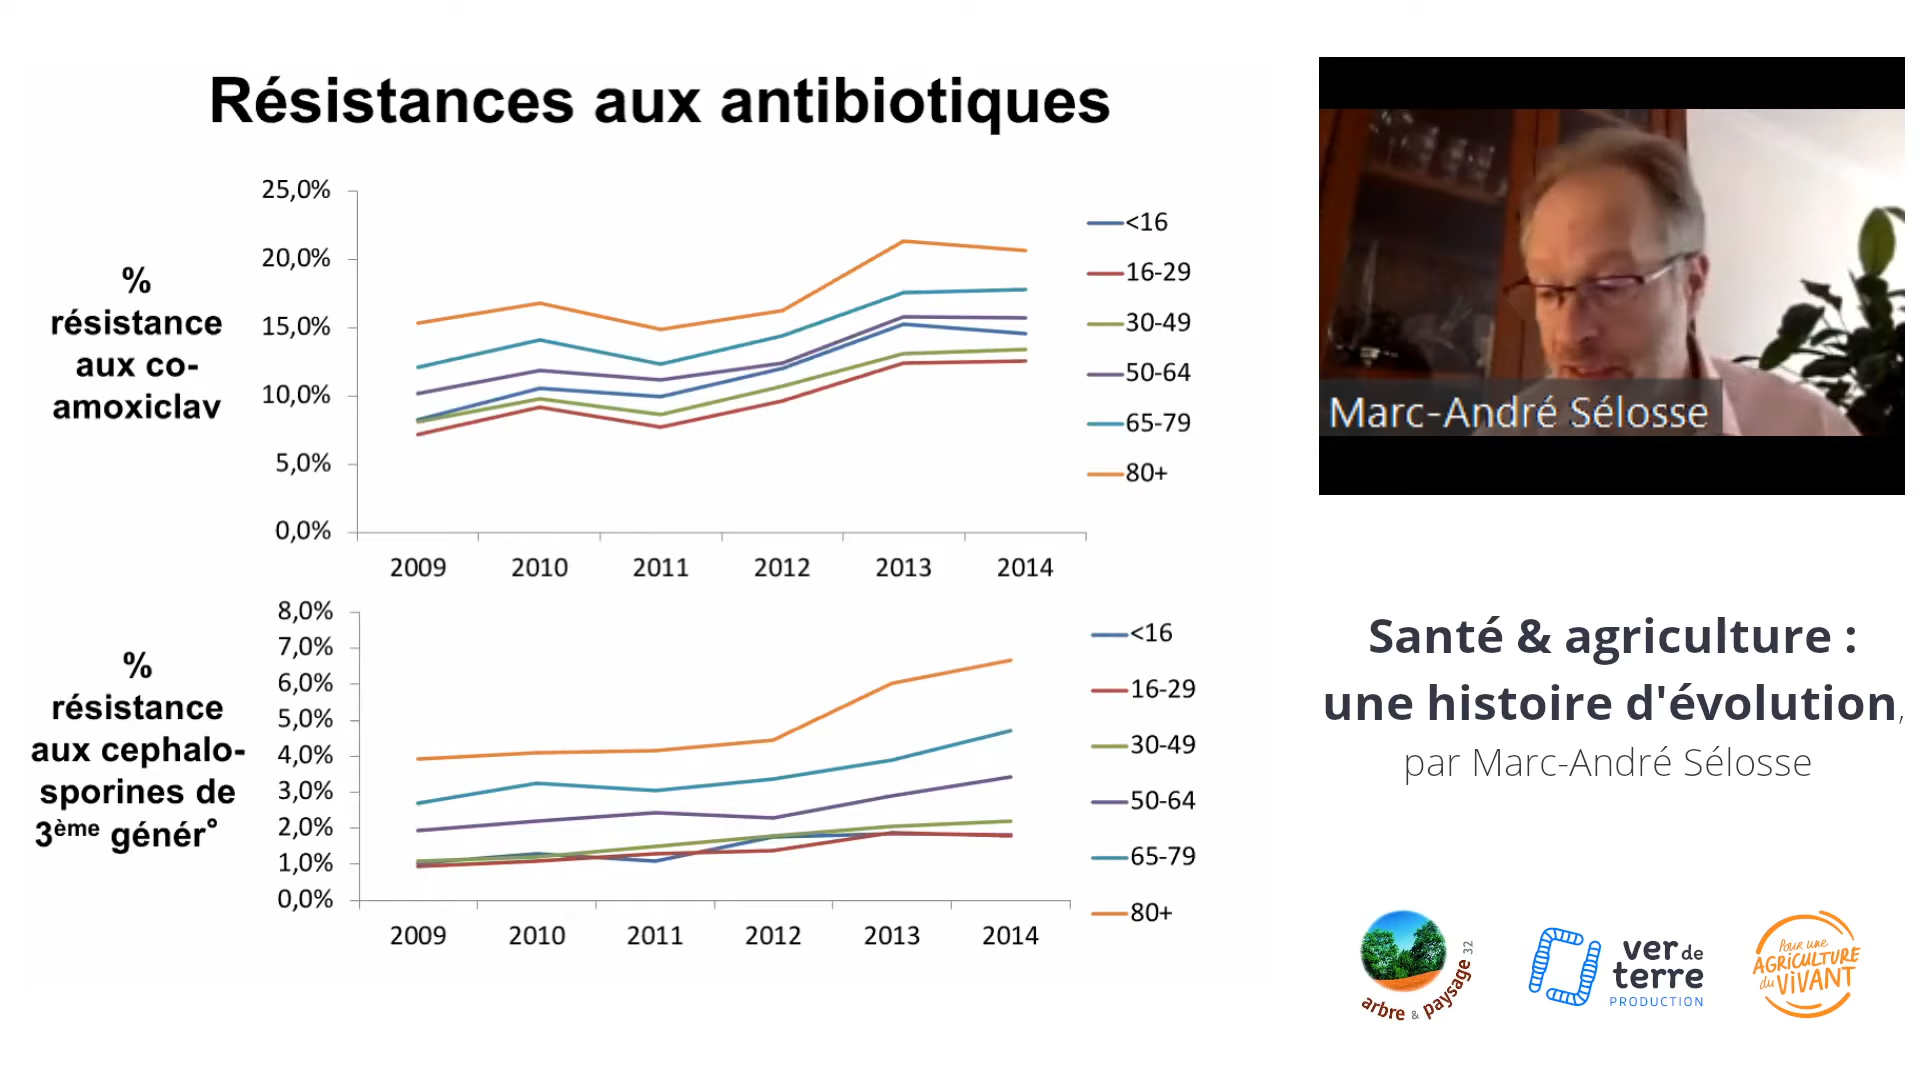 Résistances aux antibiotiques
%
résistance
aux co-
amoxiclav
25,0%
20,0%
15,0%
10,0%
5,0%
0,0%
2009 2010 2011 2012 2013 2014
<16
16-29
30-49
50-64
65-79
80+
%
résistance
aux cephalo-
sporines de
3ème génér°
8,0%
7,0%
6,0%
5,0%
4,0%
3,0%
2,0%
1,0%
0,0%
2009 2010 2011 2012 2013 2014
<16
16-29
30-49
50-64
65-79
80+
Marc-André Sélosse
Santé & agriculture :
une histoire d'évolution,
par Marc-André Sélosse
arbre & paysage 32
ver de
terre
PRODUCTION
Pour une
AGRICULTURE
du VIVANT